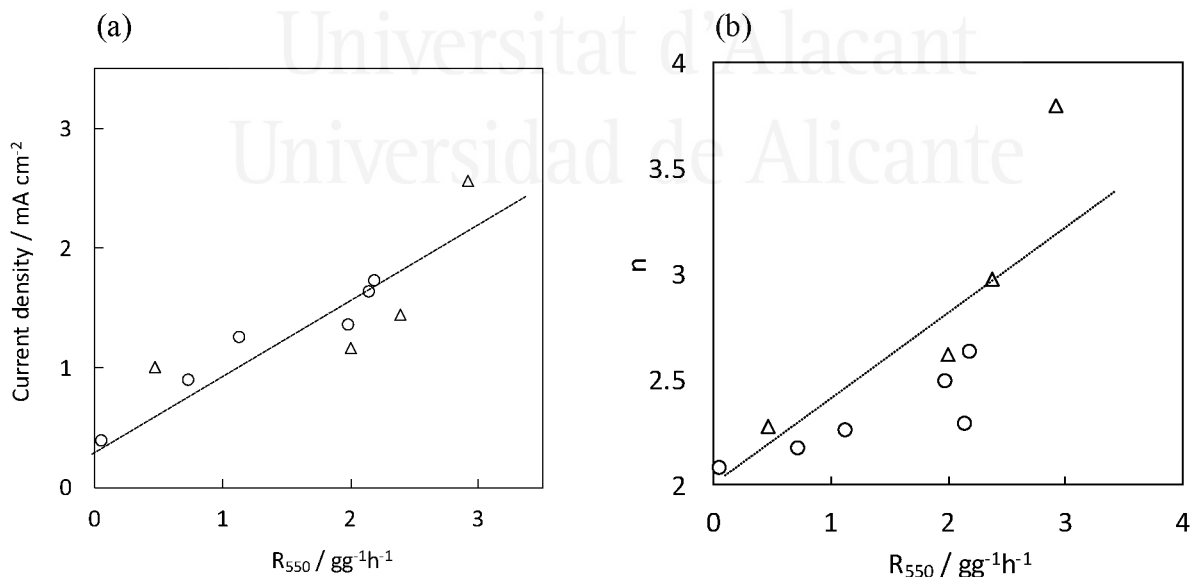 Universitat d'Alacant
Universidad de Alicante
(a)
Current density / mA cm⁻²
3
2
1
0
0 1 2 3
R₅₅₀ / gg⁻¹h⁻¹
(b)
n
4
3.5
3
2.5
2
0 1 2 3 4
R₅₅₀ / gg⁻¹h⁻¹